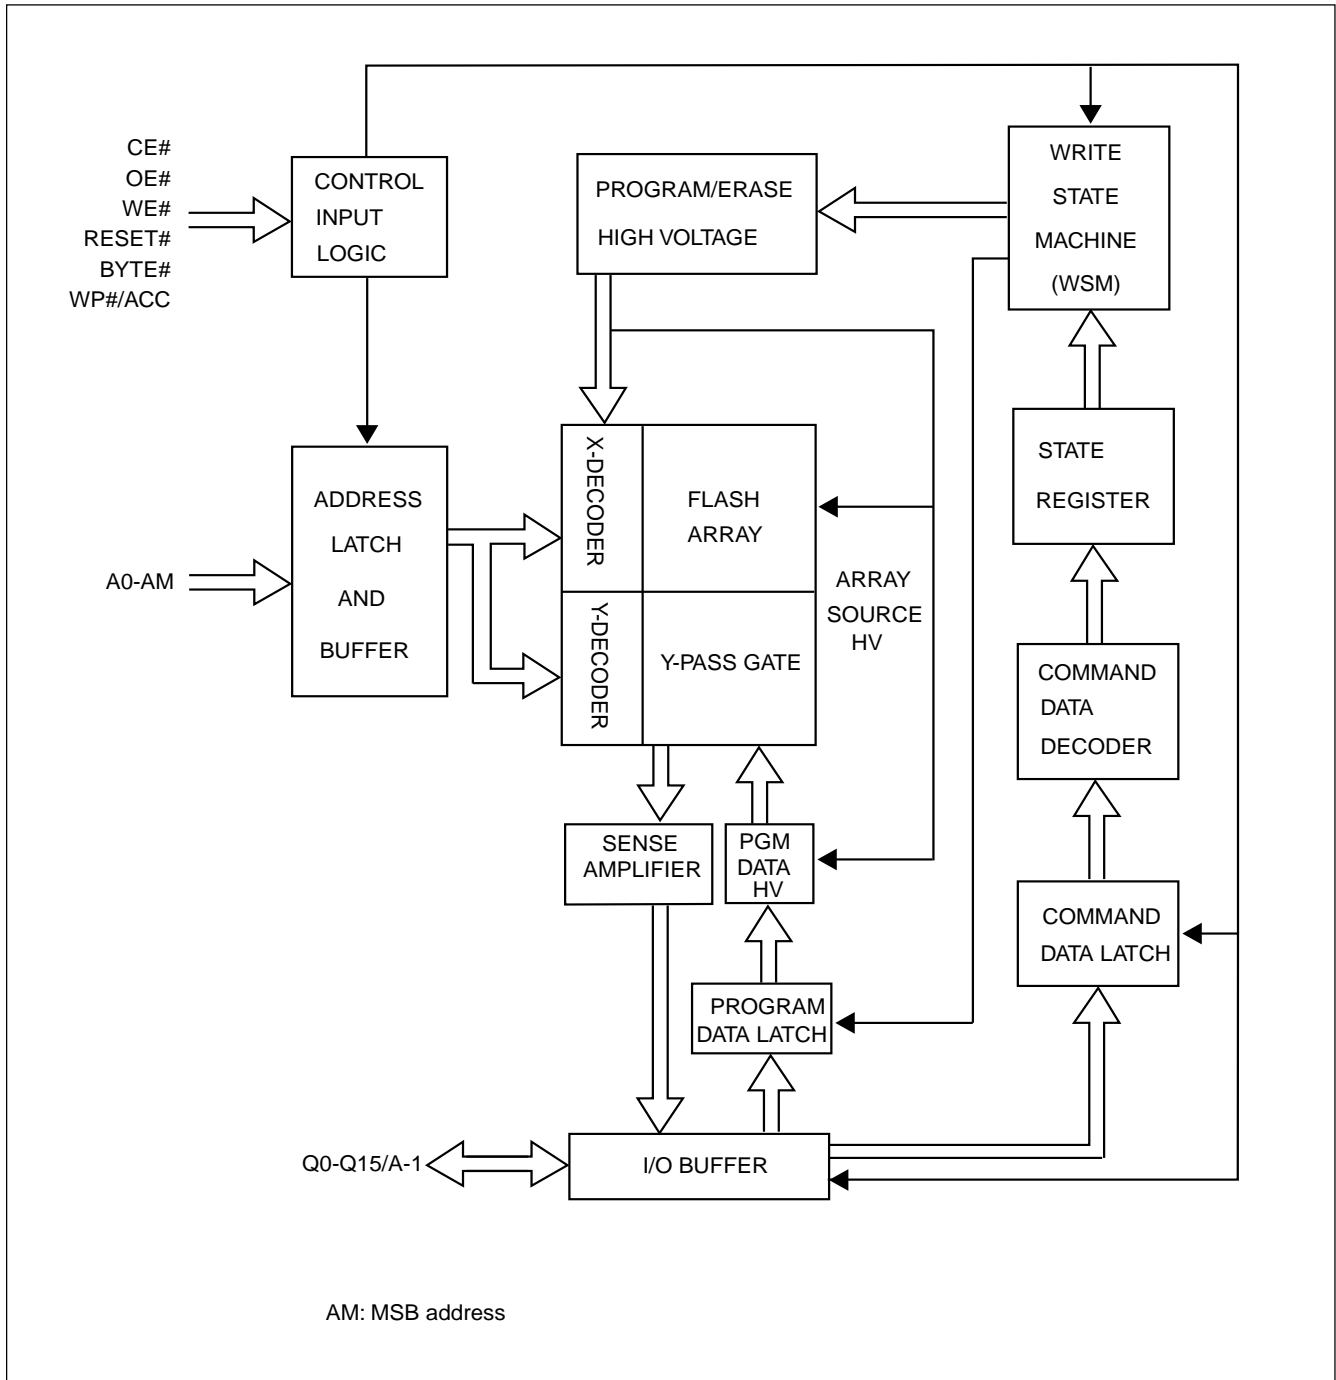 CE#
OE#
WE#
RESET#
BYTE#
WP#/ACC
CONTROL
INPUT
LOGIC
PROGRAM/ERASE
HIGH VOLTAGE
WRITE
STATE
MACHINE
(WSM)
A0-AM
ADDRESS
LATCH
AND
BUFFER
X-DECODER
FLASH
ARRAY
Y-DECODER
Y-PASS GATE
ARRAY
SOURCE
HV
STATE
REGISTER
COMMAND
DATA
DECODER
SENSE
AMPLIFIER
PGM
DATA
HV
COMMAND
DATA LATCH
PROGRAM
DATA LATCH
Q0-Q15/A-1
I/O BUFFER
AM: MSB address